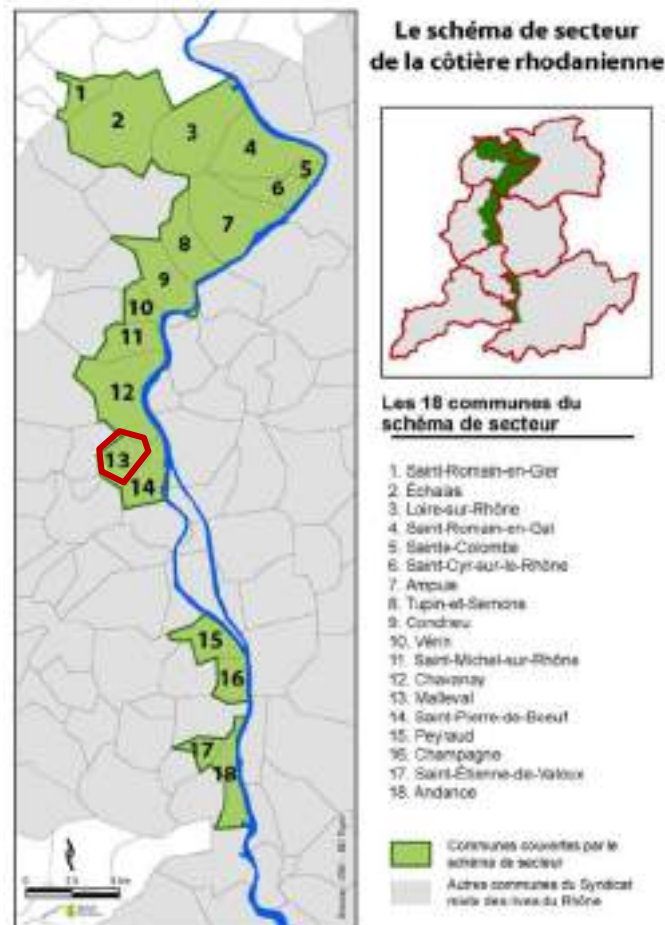 Le schéma de secteur
de la côtière rhodanienne
1
2
3
4
5
6
7
8
9
10
11
12
13
14
15
16
17
18
Les 18 communes du
schéma de secteur
1. Saint-Romain-en-Gier
2. Échalas
3. Loire-sur-Rhône
4. Saint-Romain-en-Gal
5. Sainte-Colombe
6. Saint-Cyr-sur-le-Rhône
7. Ampuis
8. Tupin-et-Semons
9. Condrieu
10. Vérin
11. Saint-Michel-sur-Rhône
12. Chavanay
13. Malleval
14. Saint-Pierre-de-Boeuf
15. Peyraud
16. Champagne
17. Saint-Étienne-de-Valoux
18. Andance
Communes couvertes par le
schéma de secteur
Autres communes du Syndicat
mixte des rives du Rhône